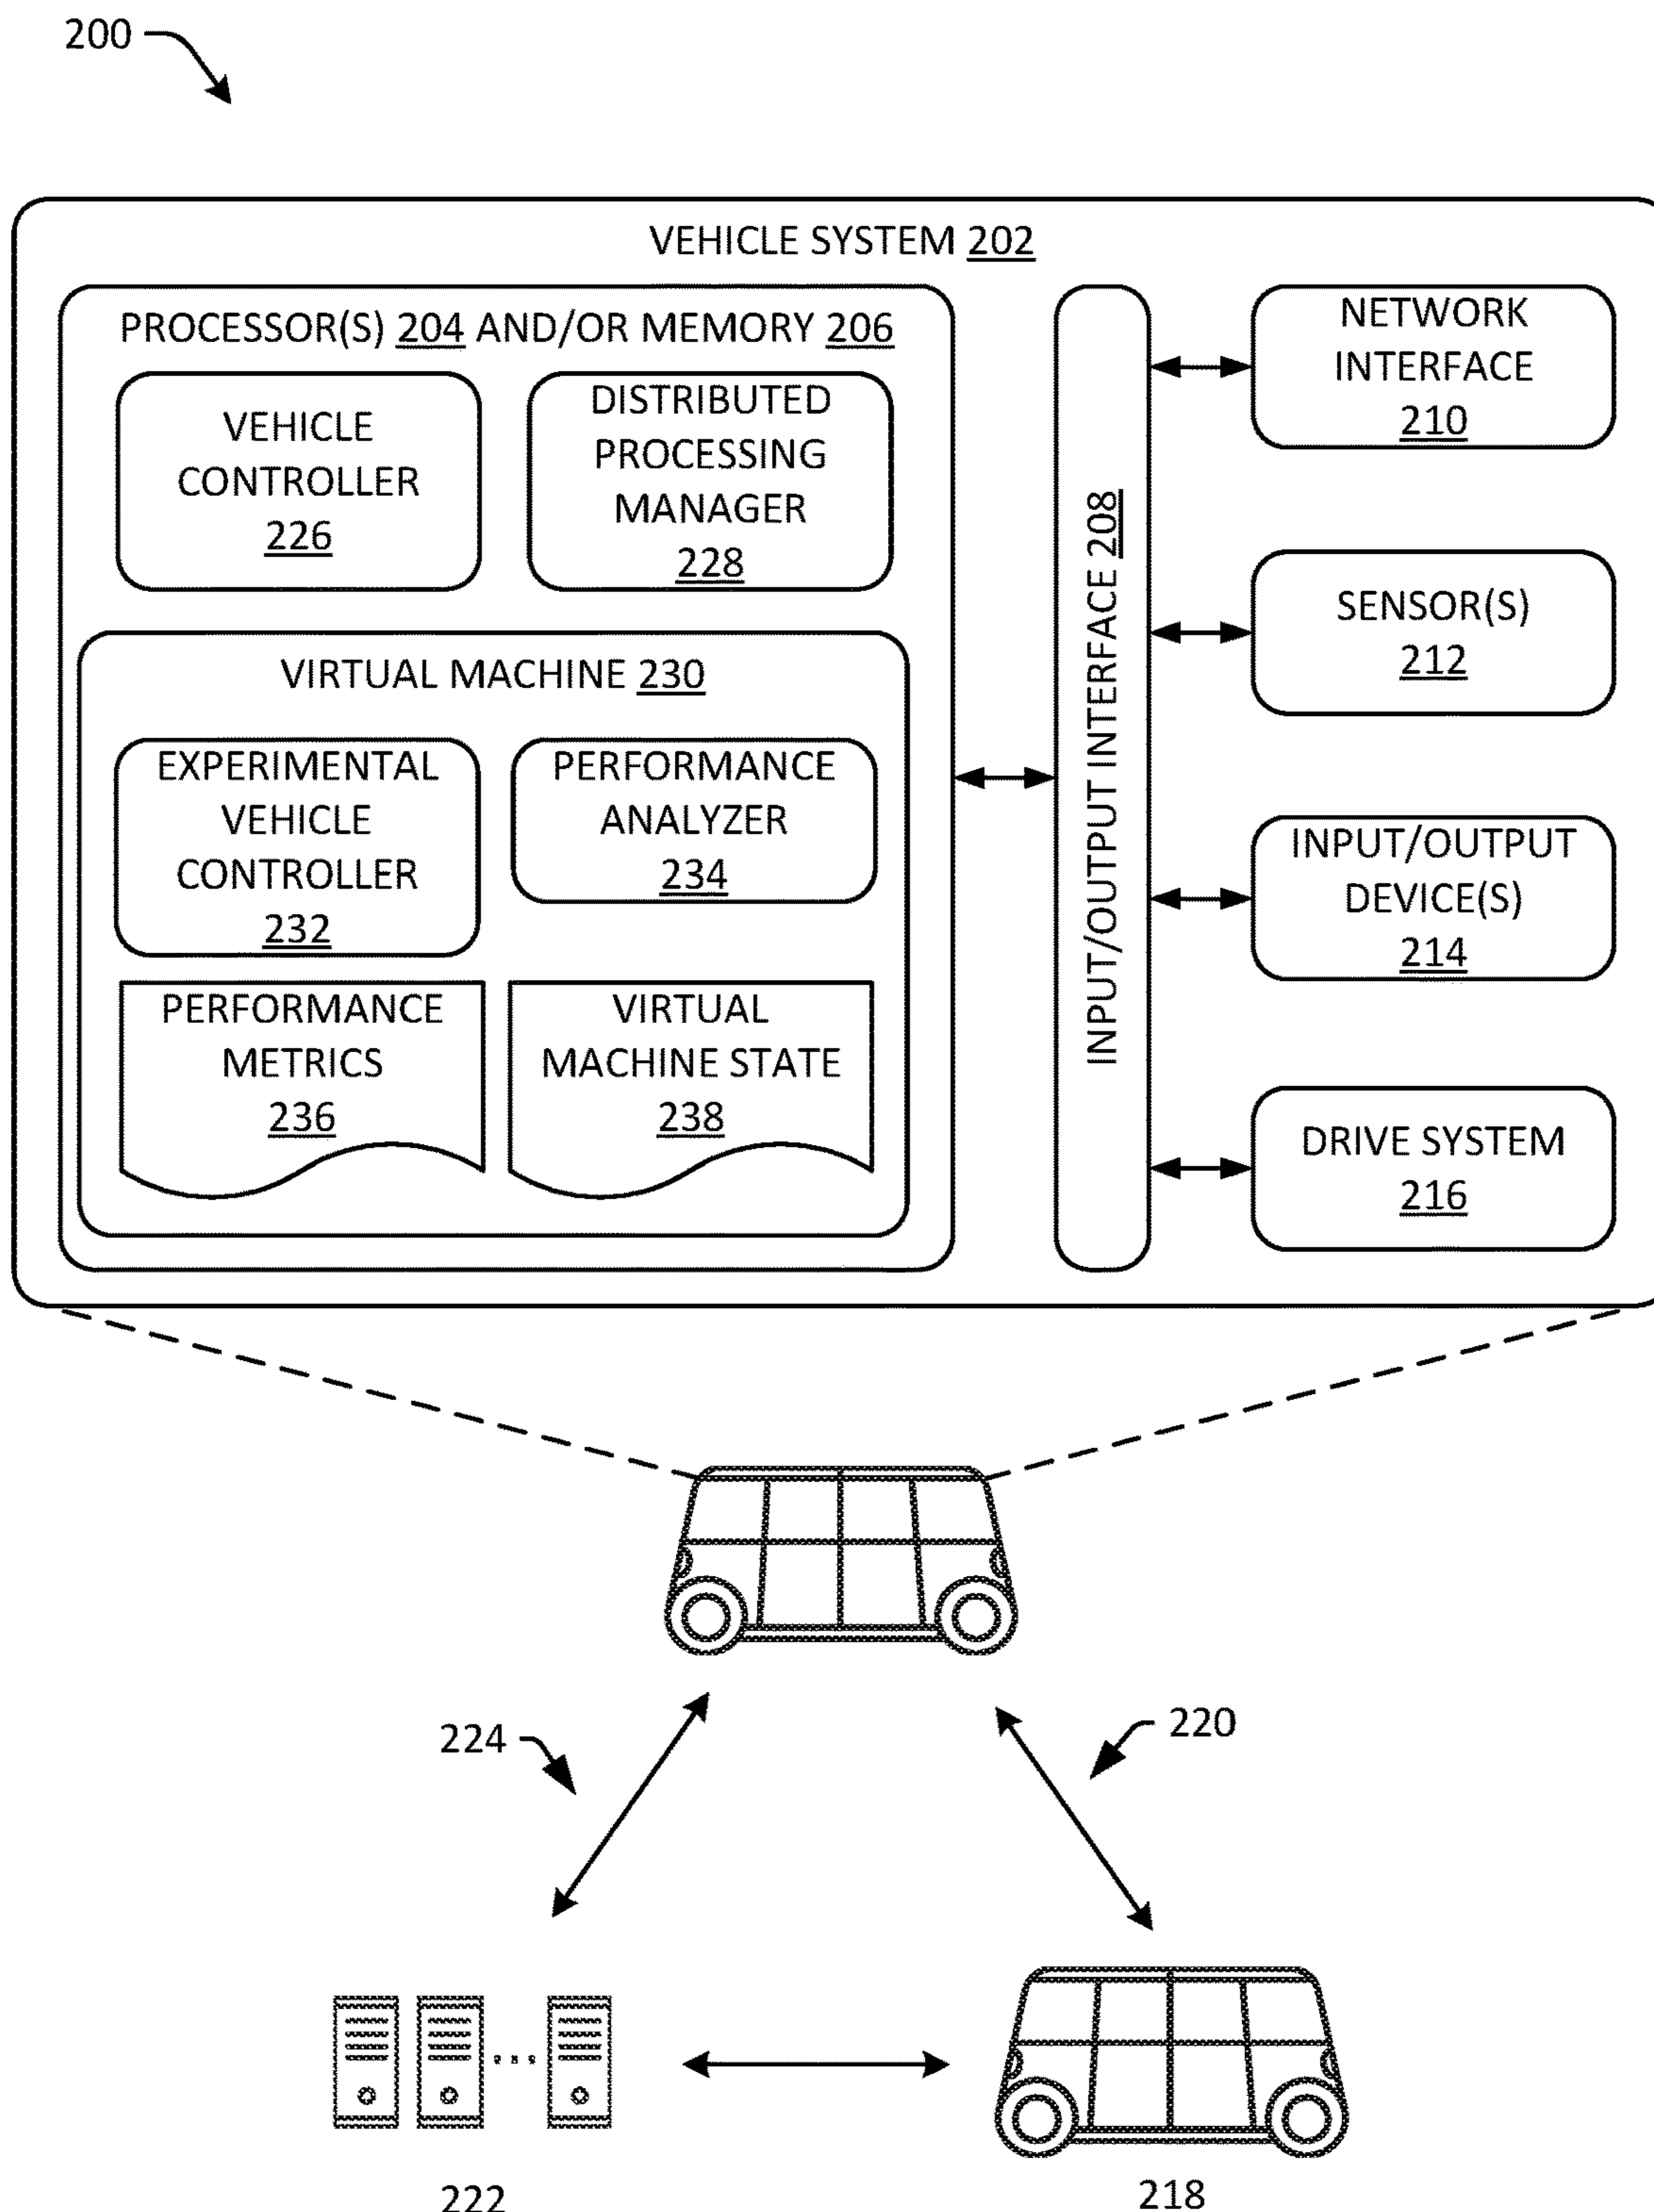 200
VEHICLE SYSTEM 202
PROCESSOR(S) 204 AND/OR MEMORY 206
VEHICLE
CONTROLLER
226
DISTRIBUTED
PROCESSING
MANAGER
228
VIRTUAL MACHINE 230
EXPERIMENTAL
VEHICLE
CONTROLLER
232
PERFORMANCE
ANALYZER
234
PERFORMANCE
METRICS
236
VIRTUAL
MACHINE STATE
238
INPUT/OUTPUT INTERFACE 208
NETWORK
INTERFACE
210
SENSOR(S)
212
INPUT/OUTPUT
DEVICE(S)
214
DRIVE SYSTEM
216
224
220
222
218